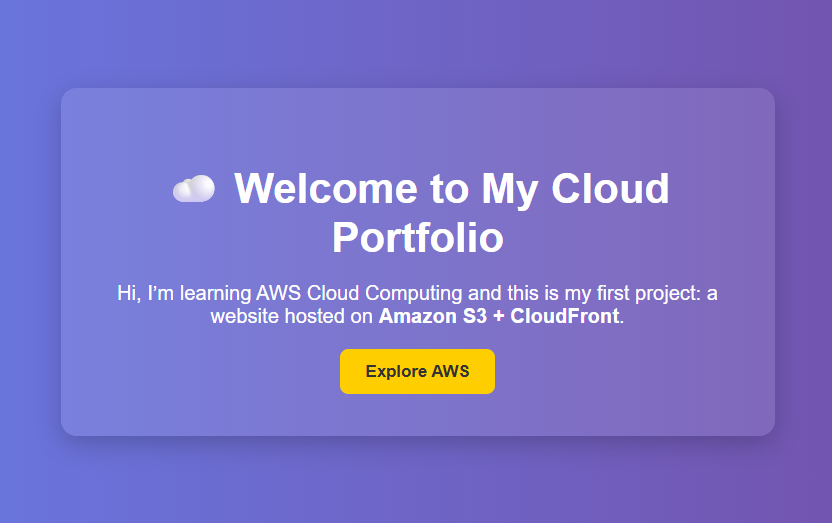 ☁️ Welcome to My Cloud
Portfolio
Hi, I’m learning AWS Cloud Computing and this is my first project: a
website hosted on Amazon S3 + CloudFront.
Explore AWS